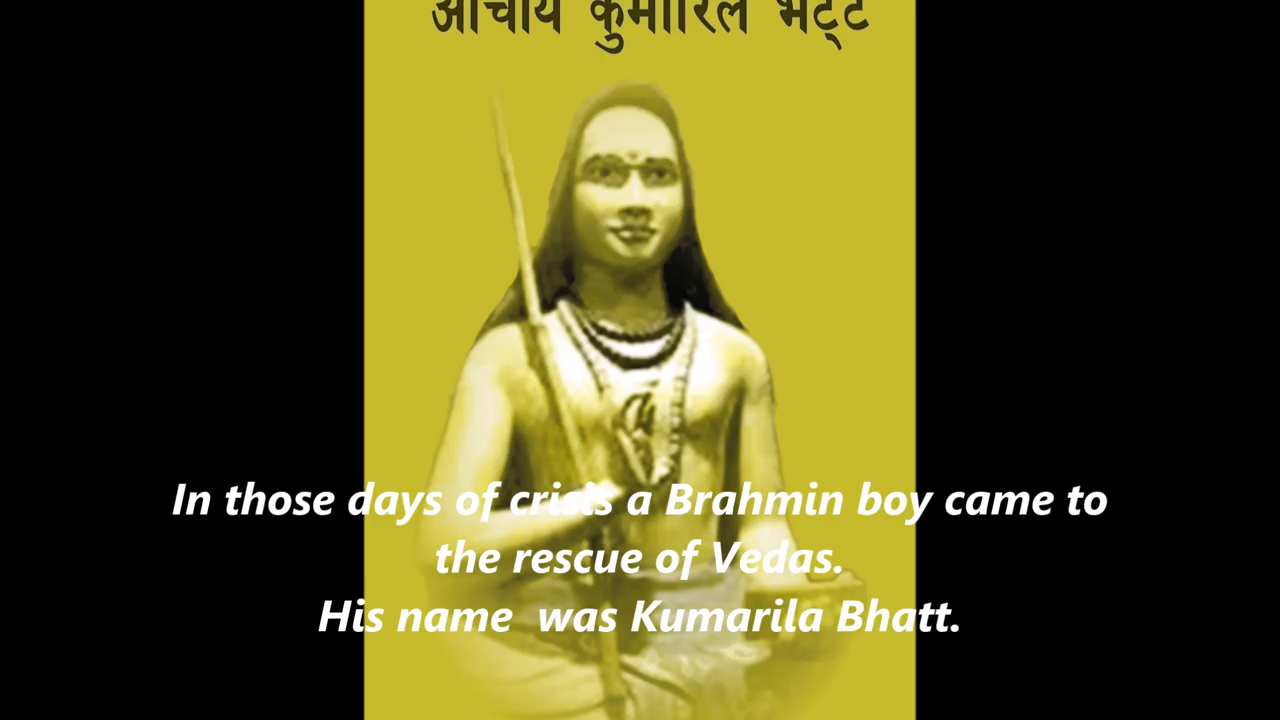 आचार्य कुमारिल भट्ट
In those days of crisis a Brahmin boy came to
the rescue of Vedas.
His name  was Kumarila Bhatt.